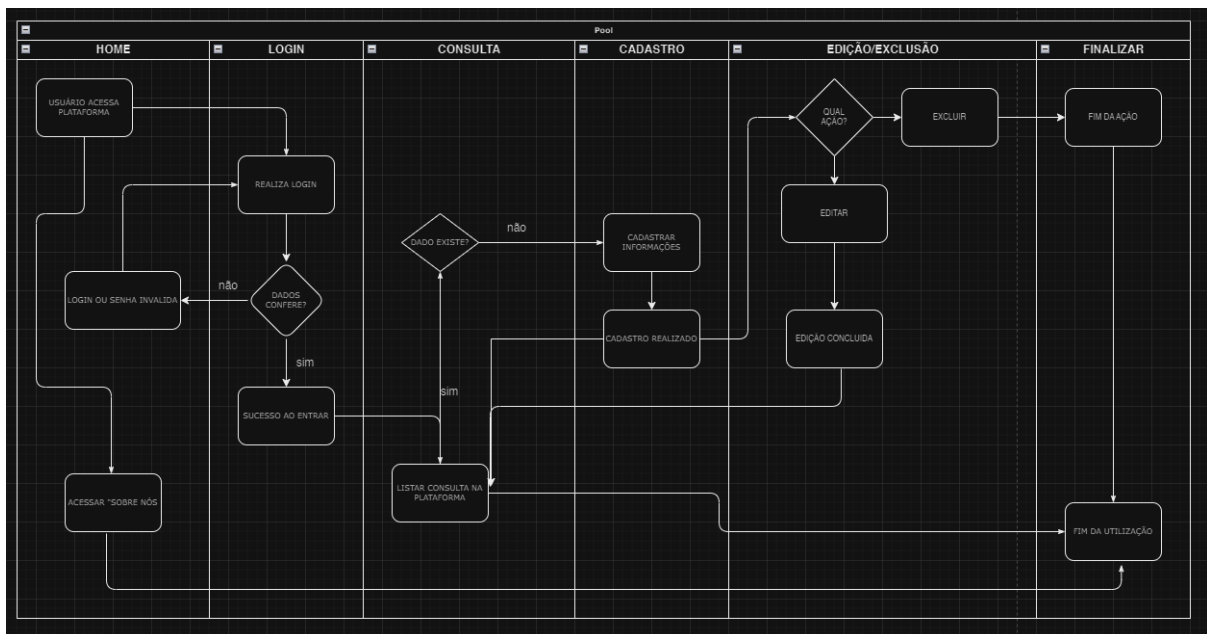 Pool
HOME
LOGIN
CONSULTA
CADASTRO
EDIÇÃO/EXCLUSÃO
FINALIZAR
USUÁRIO ACESSA
PLATAFORMA
REALIZA LOGIN
LOGIN OU SENHA INVALIDA
não
DADOS
CONFERE?
sim
SUCESSO AO ENTRAR
ACESSAR "SOBRE NÓS
DADO EXISTE?
não
sim
LISTAR CONSULTA NA
PLATAFORMA
CADASTRAR
INFORMAÇÕES
CADASTRO REALIZADO
QUAL
AÇÃO?
EXCLUIR
EDITAR
EDIÇÃO CONCLUIDA
FIM DA AÇÃO
FIM DA UTILIZAÇÃO